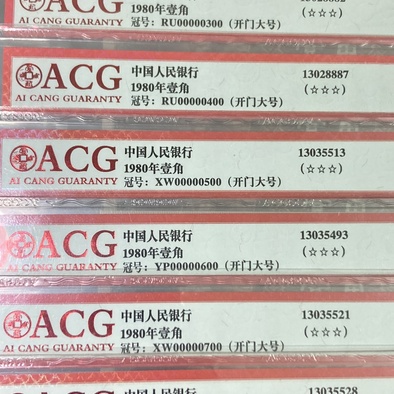 AI CANG GUARANTY
1980年壹角
冠号：RU00000300（开门大号）
ACG
AI CANG GUARANTY
中国人民银行
1980年壹角
冠号：RU00000400（开门大号）
13028887
（☆☆☆）
ACG
AI CANG GUARANTY
中国人民银行
1980年壹角
冠号：XW00000500（开门大号）
13035513
（☆☆☆）
ACG
AI CANG GUARANTY
中国人民银行
1980年壹角
冠号：YP00000600（开门大号）
13035493
（☆☆☆）
ACG
AI CANG GUARANTY
中国人民银行
1980年壹角
冠号：XW00000700（开门大号）
13035521
（☆☆☆）
中国人民银行
13035528